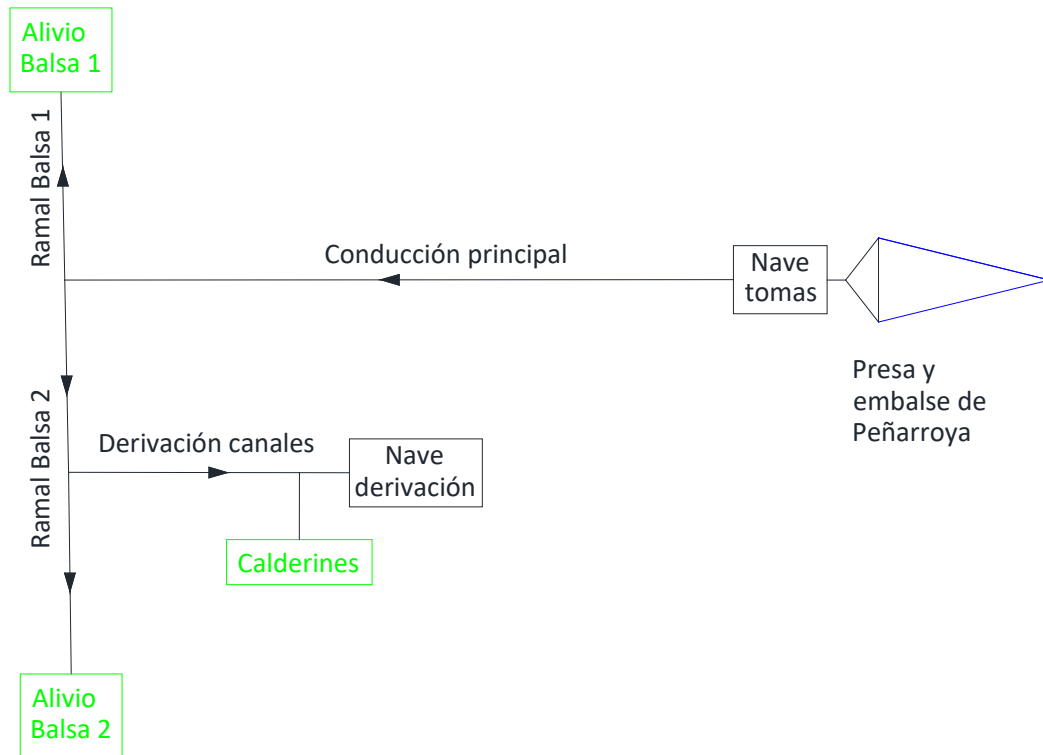 Alivio
Balsa 1
Ramal Balsa 1
Conducción principal
Nave
tomas
Presa y
embalse de
Peñarroya
Ramal Balsa 2
Derivación canales
Nave
derivación
Calderines
Alivio
Balsa 2